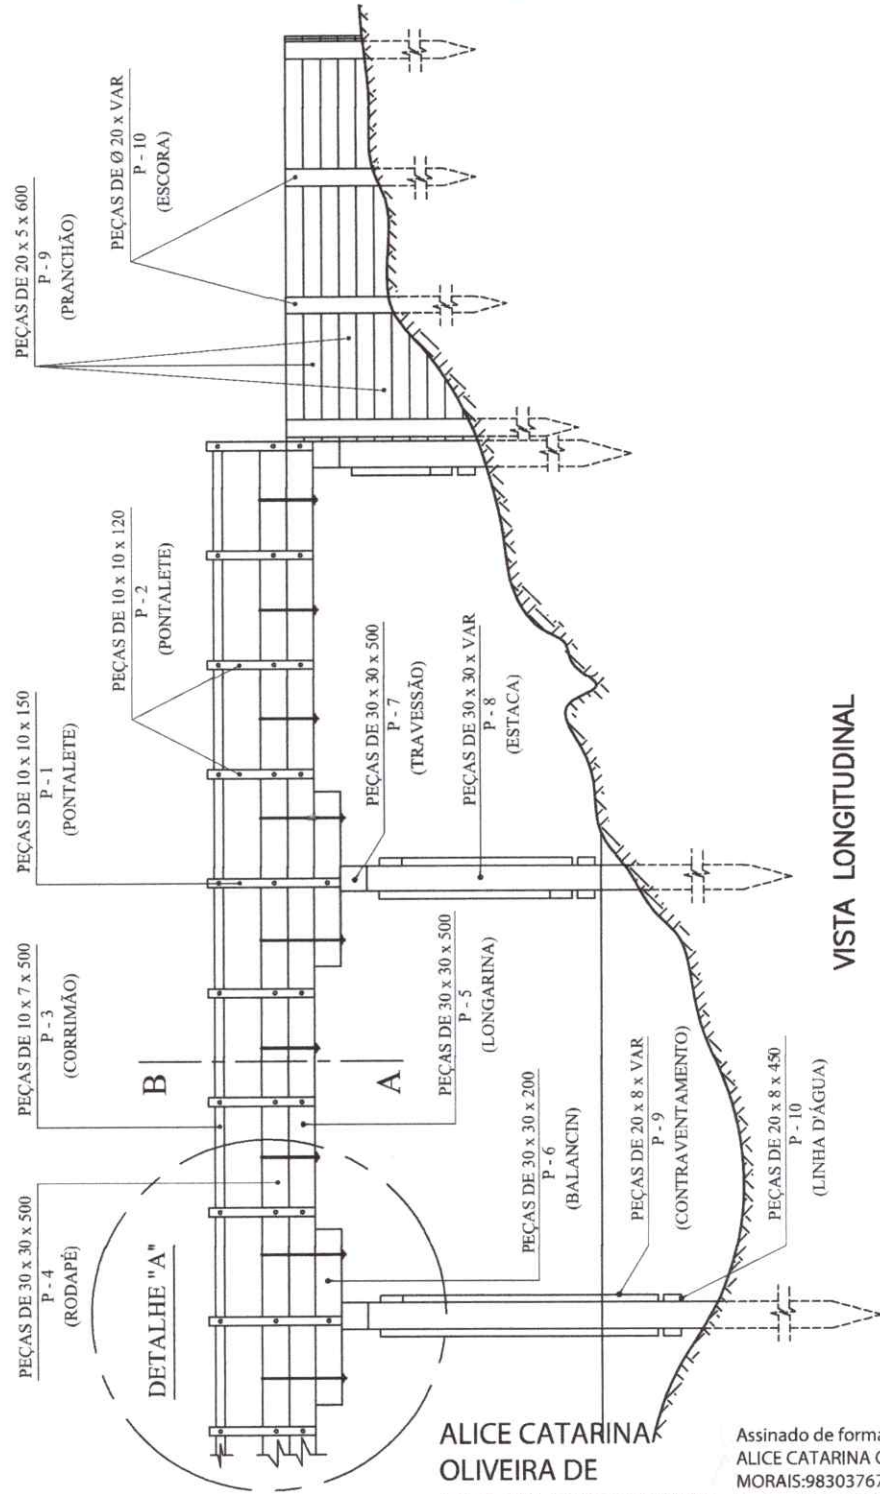 PEÇAS DE 30 x 30 x 500
P - 4
(RODAPÉ)
PEÇAS DE 10 x 7 x 500
P - 3
(CORRIMÃO)
PEÇAS DE 10 x 10 x 150
P - 1
(PONTALETE)
PEÇAS DE 10 x 10 x 120
P - 2
(PONTALETE)
PEÇAS DE 20 x 5 x 600
P - 9
(PRANCHÃO)
PEÇAS DE Ø 20 x VAR
P - 10
(ESCORA)
DETALHE "A"
B
A
PEÇAS DE 30 x 30 x 200
P - 6
(BALANCIN)
PEÇAS DE 30 x 30 x 500
P - 5
(LONGARINA)
PEÇAS DE 30 x 30 x 500
P - 7
(TRAVESSÃO)
PEÇAS DE 30 x 30 x VAR
P - 8
(ESTACA)
PEÇAS DE 20 x 8 x VAR
P - 9
(CONTRAVENTAMENTO)
PEÇAS DE 20 x 8 x 450
P - 10
(LINHA D'ÁGUA)
VISTA LONGITUDINAL
ALICE CATARINA
OLIVEIRA DE
Assinado de forma
ALICE CATARINA
MORAIS:98303767